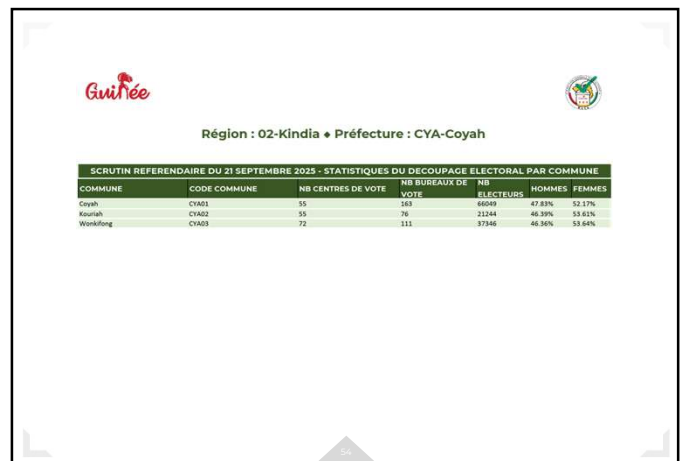 Guinée
Région : 02-Kindia ◆ Préfecture : CYA-Coyah
SCRUTIN REFERENDAIRE DU 21 SEPTEMBRE 2025 - STATISTIQUES DU DECOUPAGE ELECTORAL PAR COMMUNE
COMMUNE CODE COMMUNE NB CENTRES DE VOTE NB BUREAUX DE VOTE NB ELECTEURS HOMMES FEMMES
Coyah CYA01 55 163 66049 47.83% 52.17%
Kouriah CYA02 55 76 21244 46.39% 53.61%
Wonkifong CYA03 72 111 37346 46.36% 53.64%
54